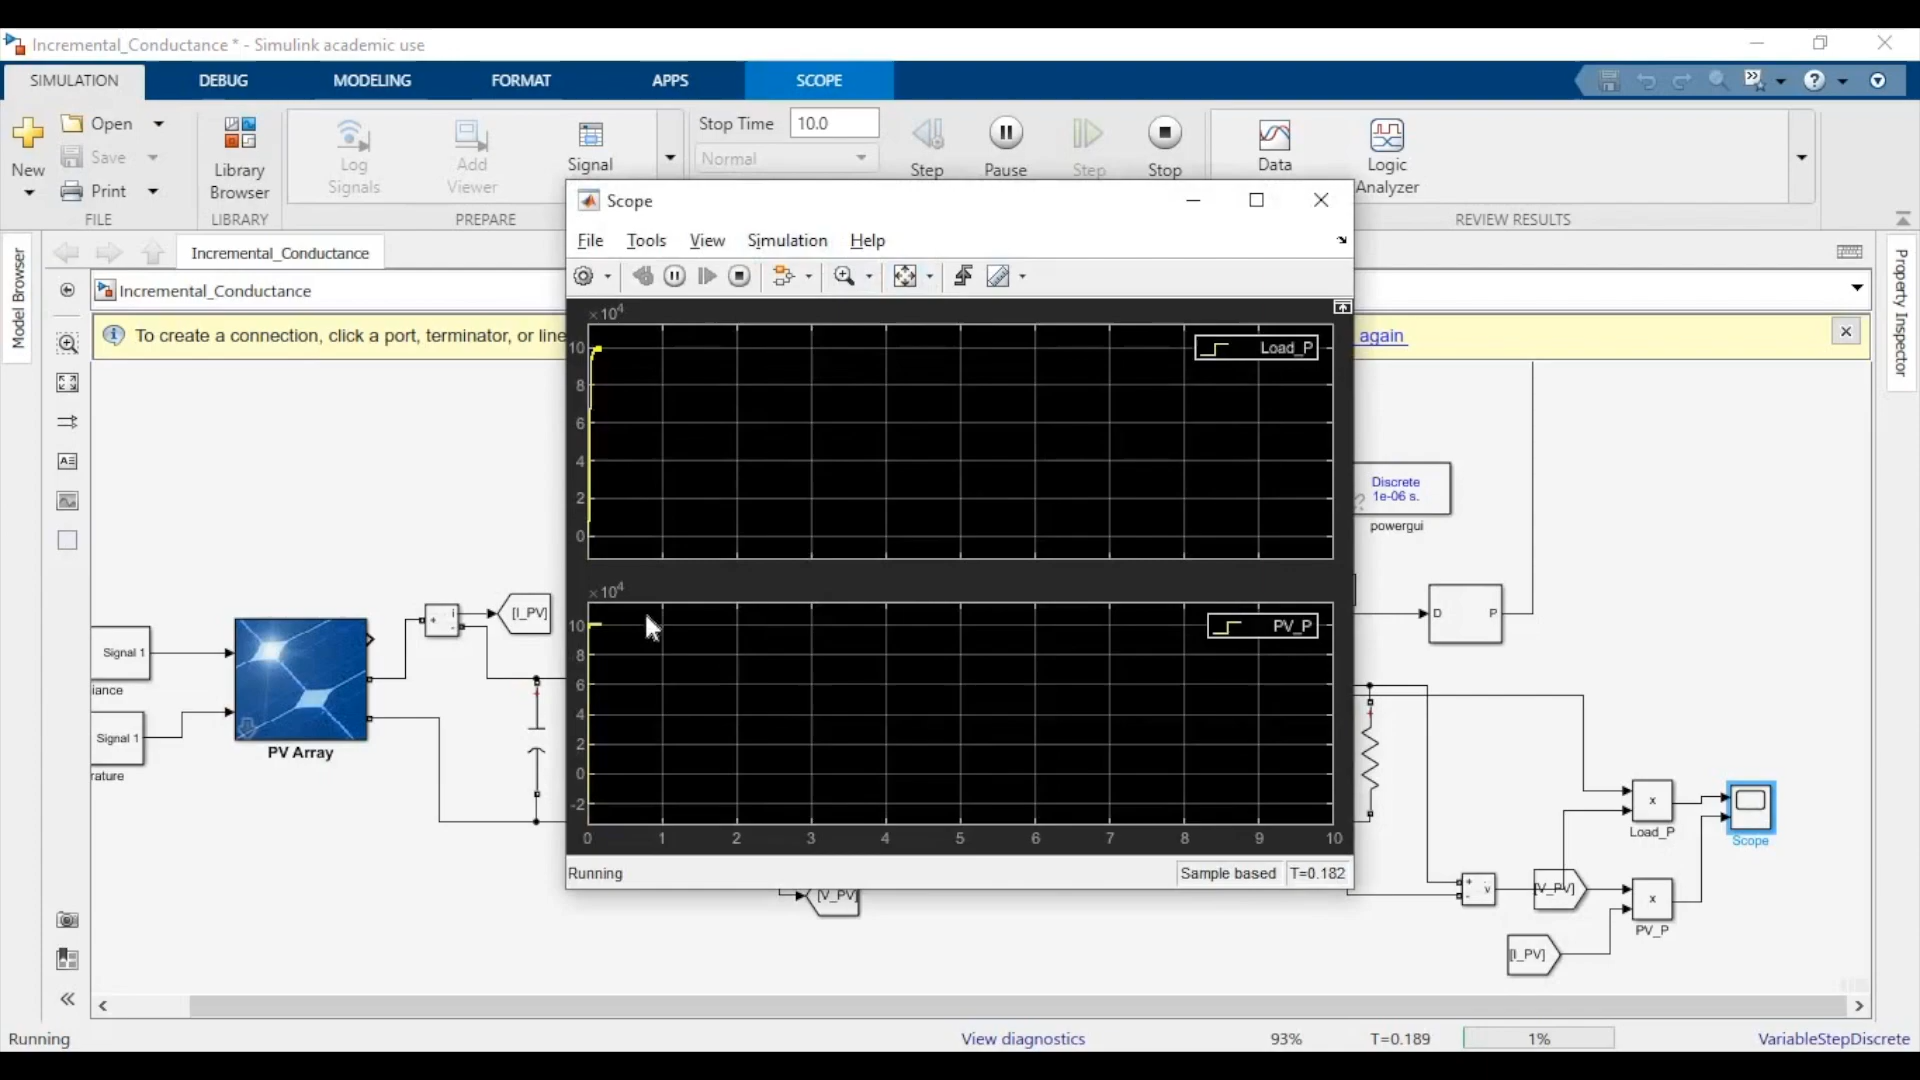 Incremental_Conductance * - Simulink academic use
SIMULATION
DEBUG
MODELING
FORMAT
APPS
SCOPE
New
Open
Save
Print
FILE
Library
Browser
LIBRARY
Log
Signals
Add
Viewer
Signal
PREPARE
Stop Time
10.0
Normal
Step
Pause
Step
Stop
Data
Logic
Analyzer
REVIEW RESULTS
Model Browser
Property Inspector
Incremental_Conductance
Incremental_Conductance
To create a connection, click a port, terminator, or line
again
Scope
File Tools View Simulation Help
×10⁴
10
8
6
4
2
0
Load_P
×10⁴
10
8
6
4
2
0
-2
PV_P
0 1 2 3 4 5 6 7 8 9 10
Running
Sample based
T=0.182
Signal 1
iance
Signal 1
rature
PV Array
i
+
-
[I_PV]
[V_PV]
Discrete
1e-06 s.
powergui
D P
x
Load_P
Scope
+
-
v
[V_PV]
x
PV_P
[I_PV]
Running
View diagnostics
93%
T=0.189
1%
VariableStepDiscrete